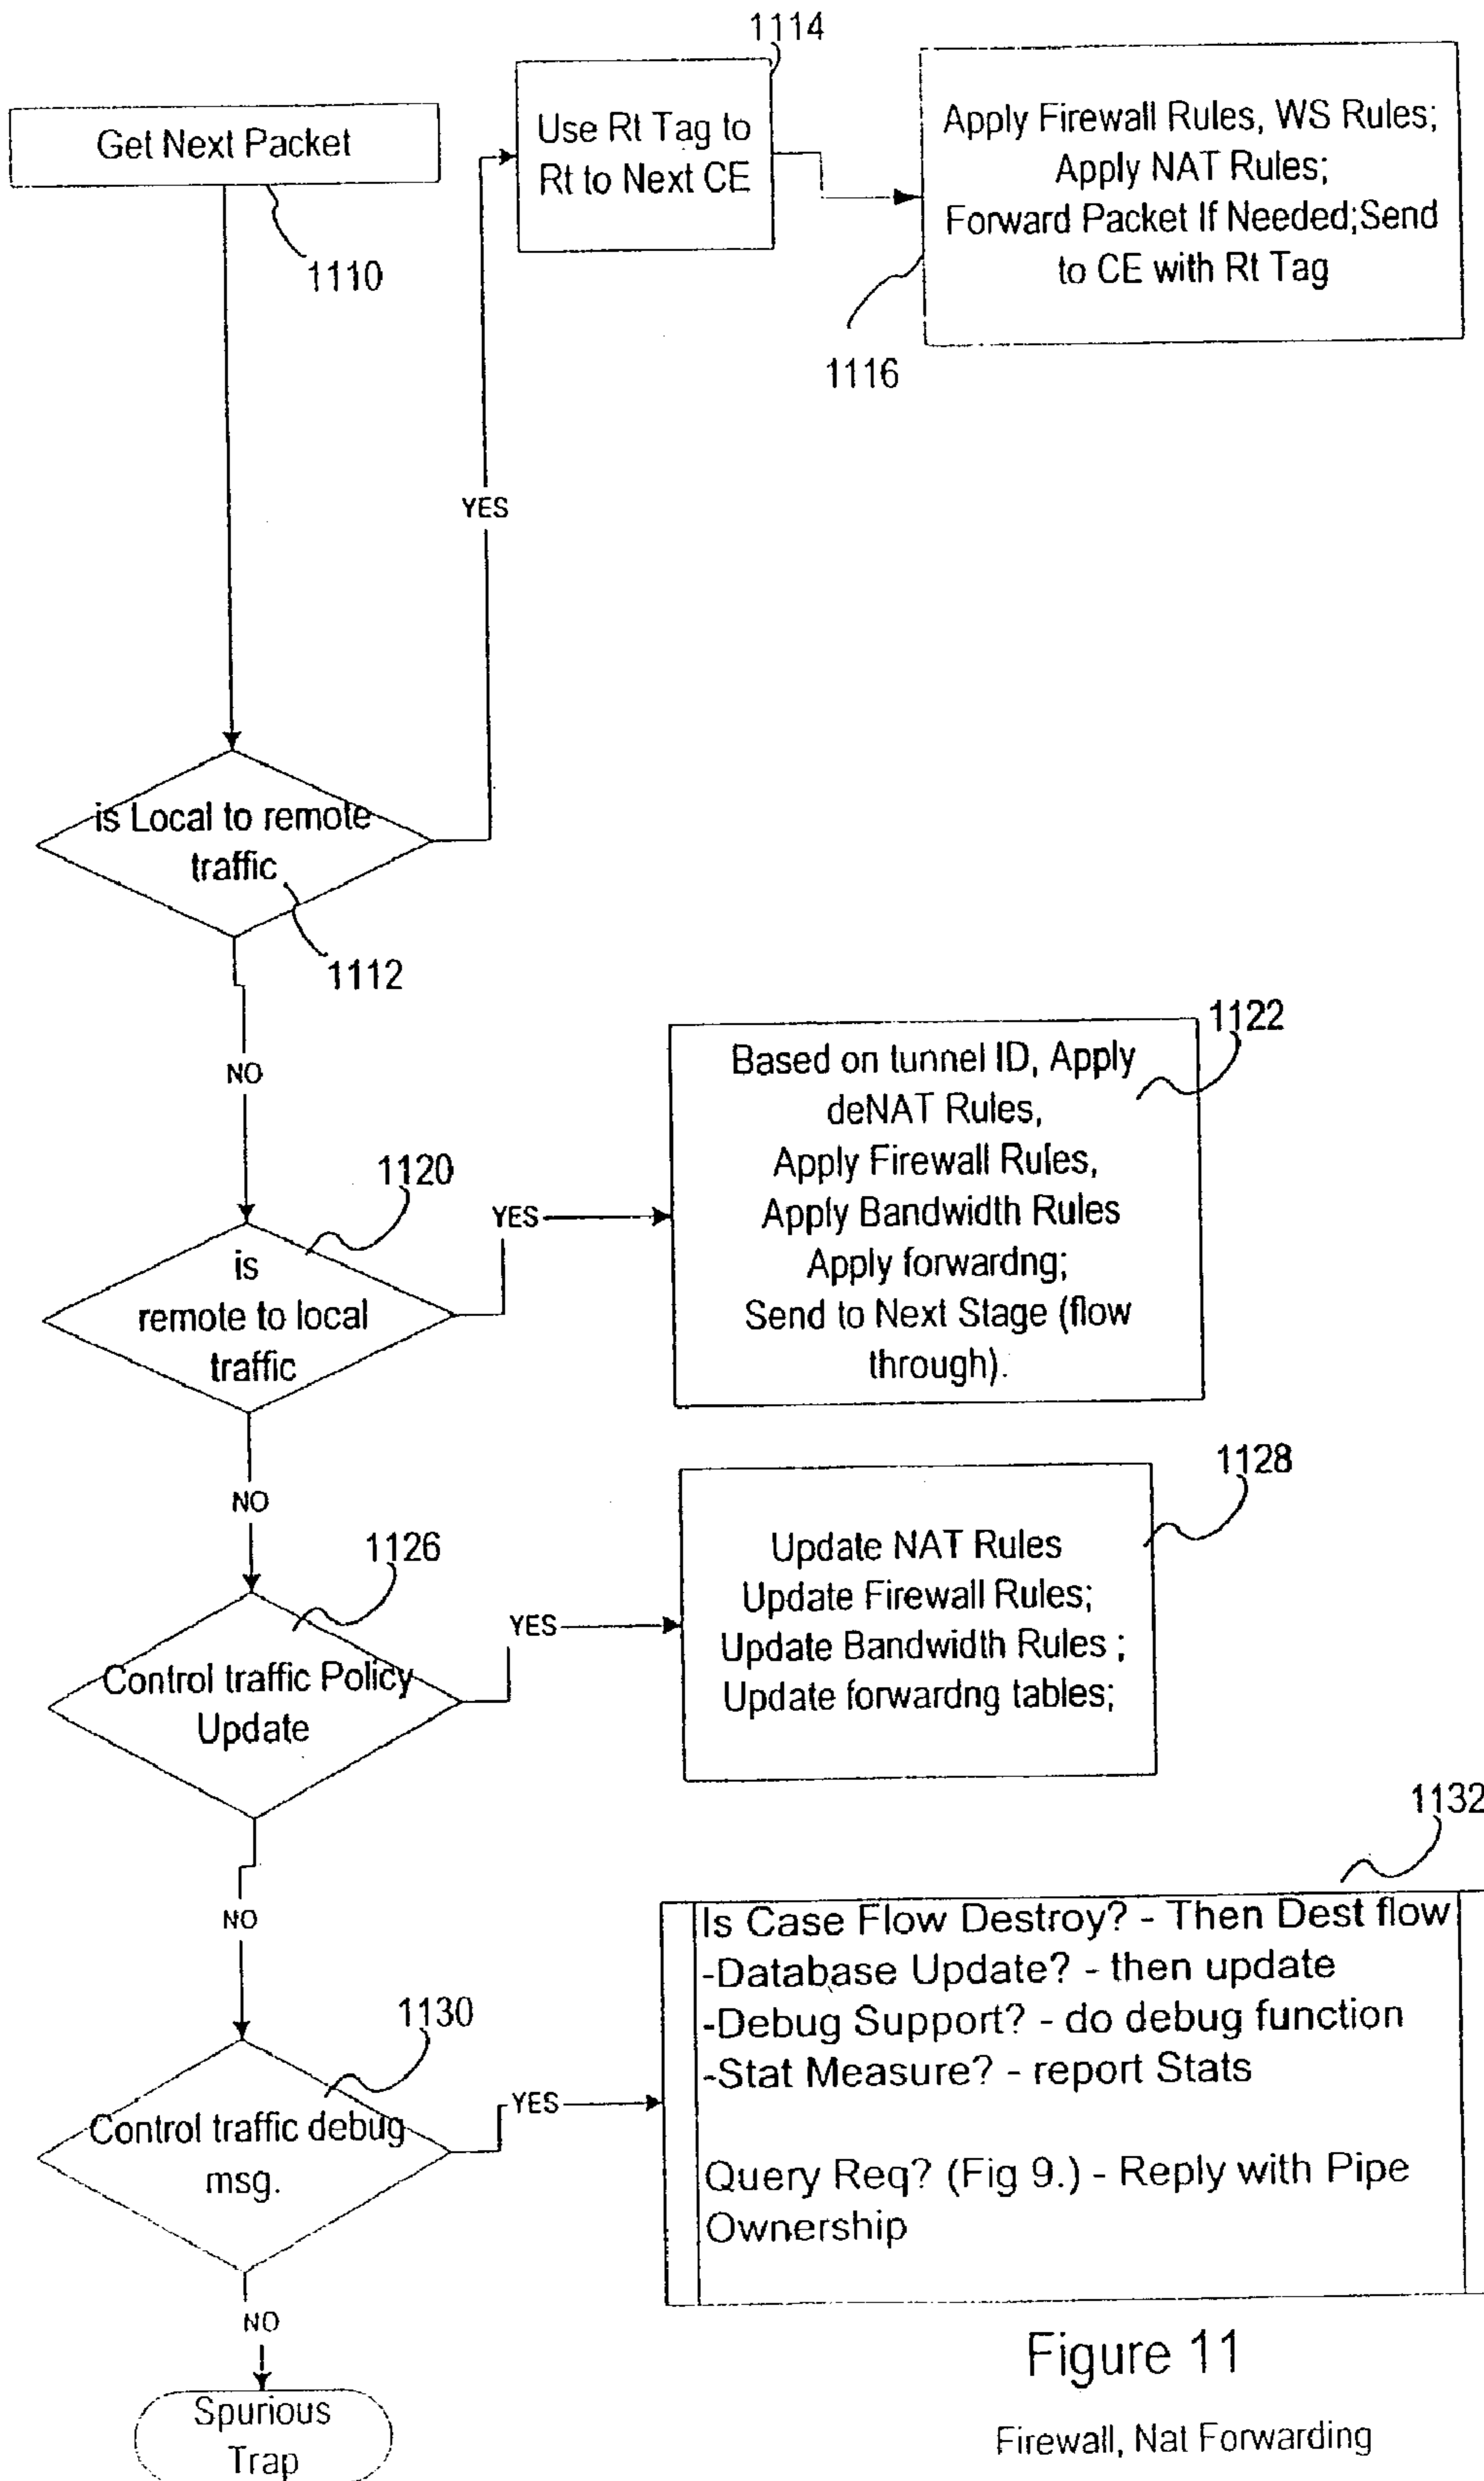 1114
Get Next Packet
1110
Use Rt Tag to
Rt to Next CE
Apply Firewall Rules, WS Rules;
Apply NAT Rules;
Forward Packet If Needed;Send
to CE with Rt Tag
1116
YES
is Local to remote
traffic
1112
NO
1122
Based on tunnel ID, Apply
deNAT Rules,
Apply Firewall Rules,
Apply Bandwidth Rules
Apply forwardng;
Send to Next Stage (flow
through).
1120
is
remote to local
traffic
YES
NO
1128
Update NAT Rules
Update Firewall Rules;
Update Bandwidth Rules ;
Update forwardng tables;
1126
Control traffic Policy
Update
YES
NO
1132
Is Case Flow Destroy? - Then Dest flow
-Database Update? - then update
-Debug Support? - do debug function
-Stat Measure? - report Stats
Query Req? (Fig 9.) - Reply with Pipe
Ownership
1130
Control traffic debug
msg.
YES
NO
Spurious
Trap
Figure 11
Firewall, Nat Forwarding